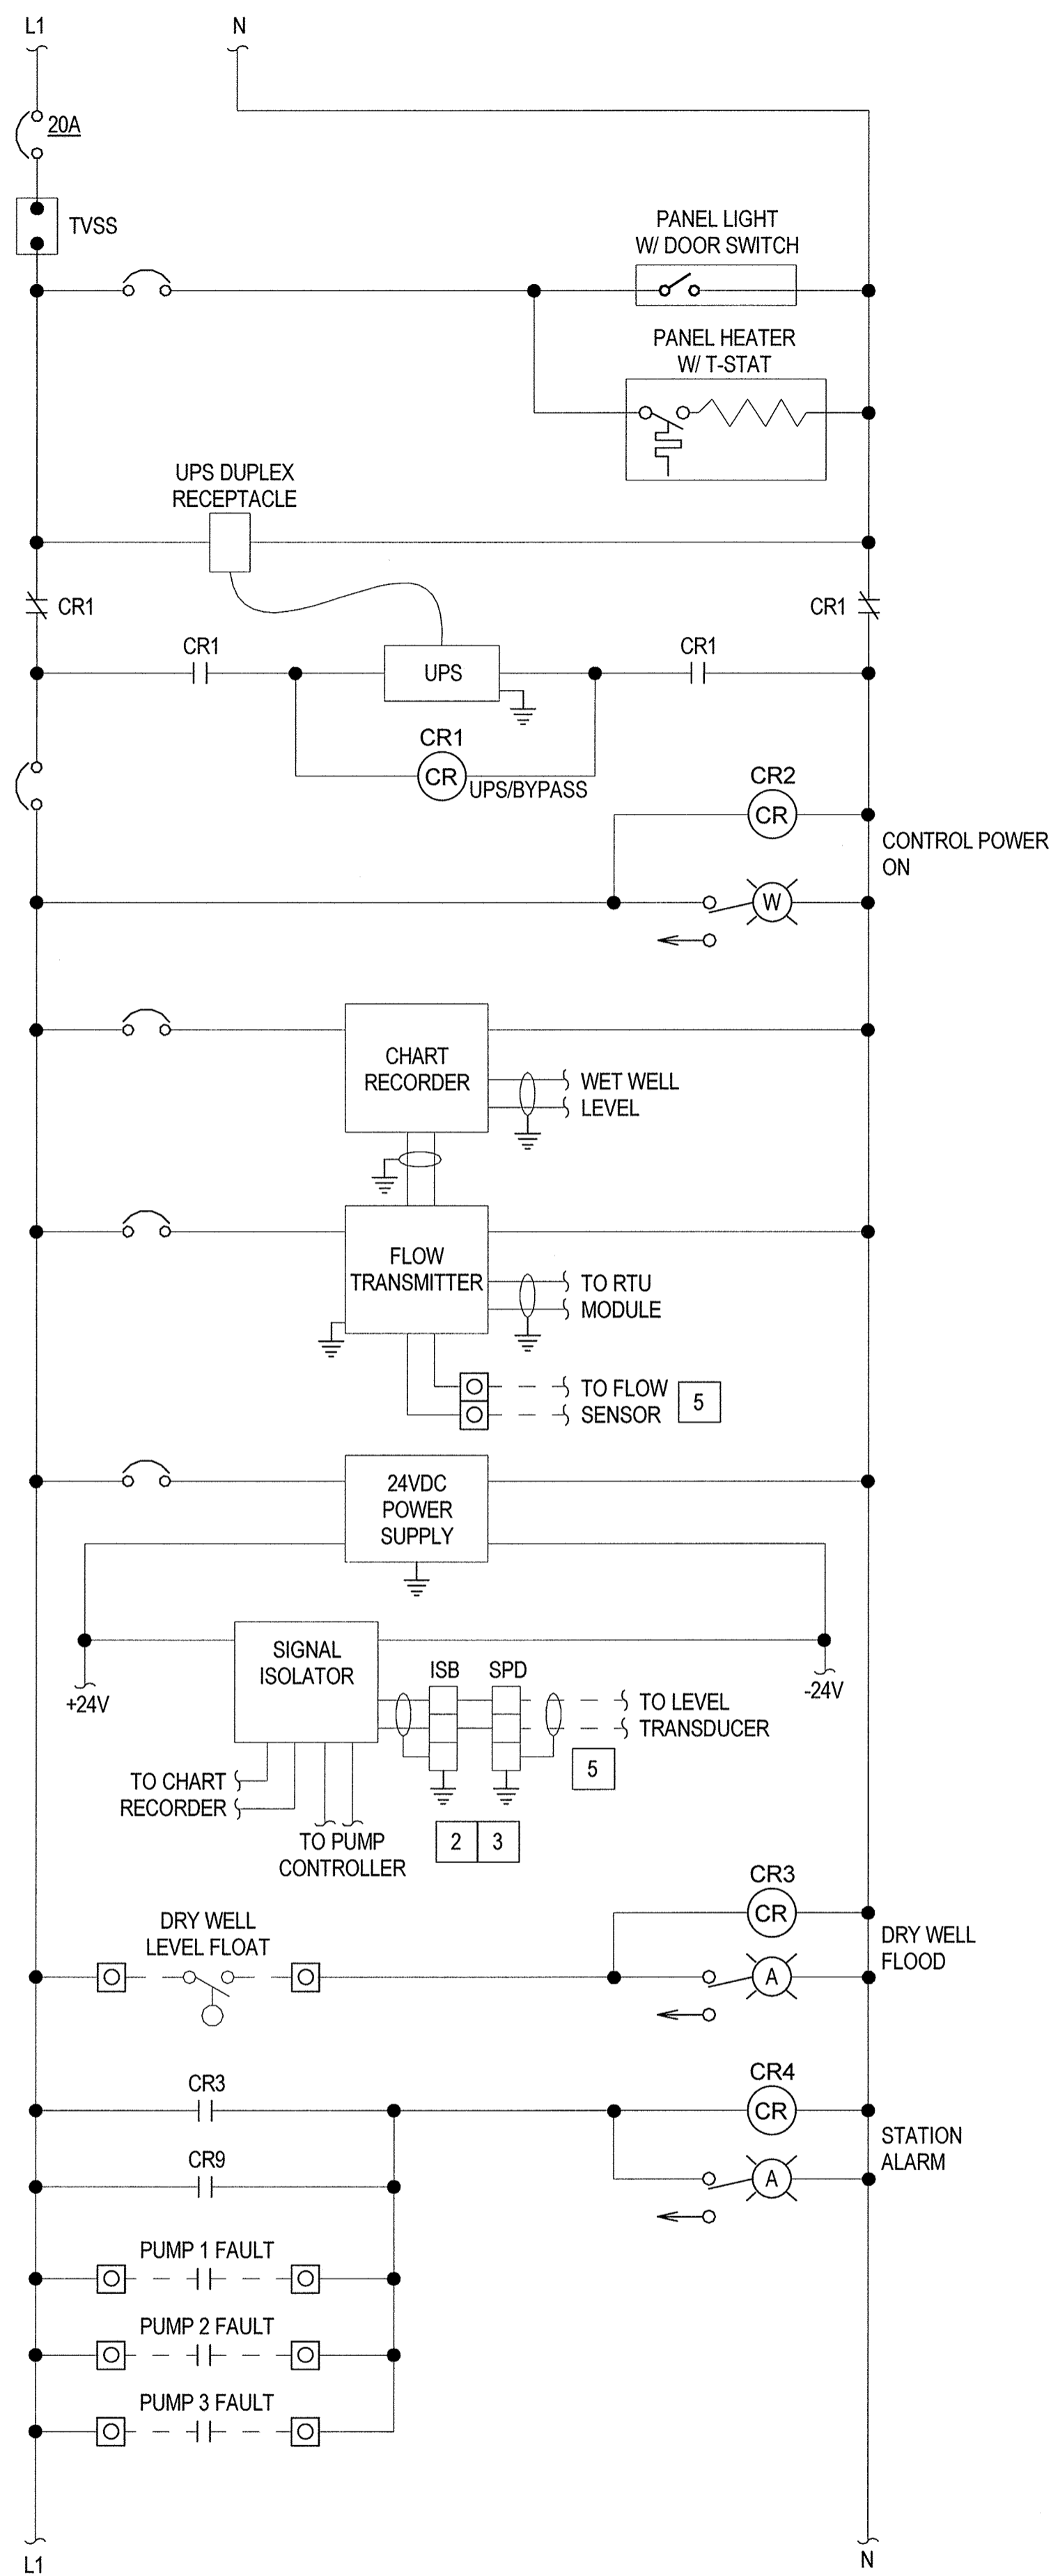 L1
N
20A
TVSS
PANEL LIGHT
W/ DOOR SWITCH
PANEL HEATER
W/ T-STAT
UPS DUPLEX
RECEPTACLE
CR1
CR1
CR1
CR1
UPS
CR1
CR
UPS/BYPASS
CR2
CR
CONTROL POWER
ON
W
CHART
RECORDER
WET WELL
LEVEL
FLOW
TRANSMITTER
TO RTU
MODULE
TO FLOW
SENSOR
5
24VDC
POWER
SUPPLY
SIGNAL
ISOLATOR
ISB
SPD
+24V
-24V
TO LEVEL
TRANSDUCER
5
TO CHART
RECORDER
TO PUMP
CONTROLLER
2
3
CR3
CR
DRY WELL
LEVEL FLOAT
DRY WELL
FLOOD
A
CR4
CR3
CR
STATION
ALARM
CR9
A
PUMP 1 FAULT
PUMP 2 FAULT
PUMP 3 FAULT
L1
N